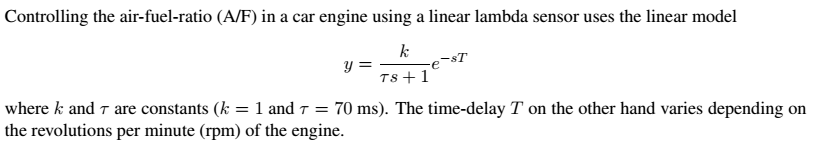 Controlling the air-fuel-ratio (A/F) in a car engine using a linear lambda sensor uses the linear model
y = \frac{k}{τs + 1} e^{-sT}
where k and τ are constants (k = 1 and τ = 70 ms). The time-delay T on the other hand varies depending on
the revolutions per minute (rpm) of the engine.